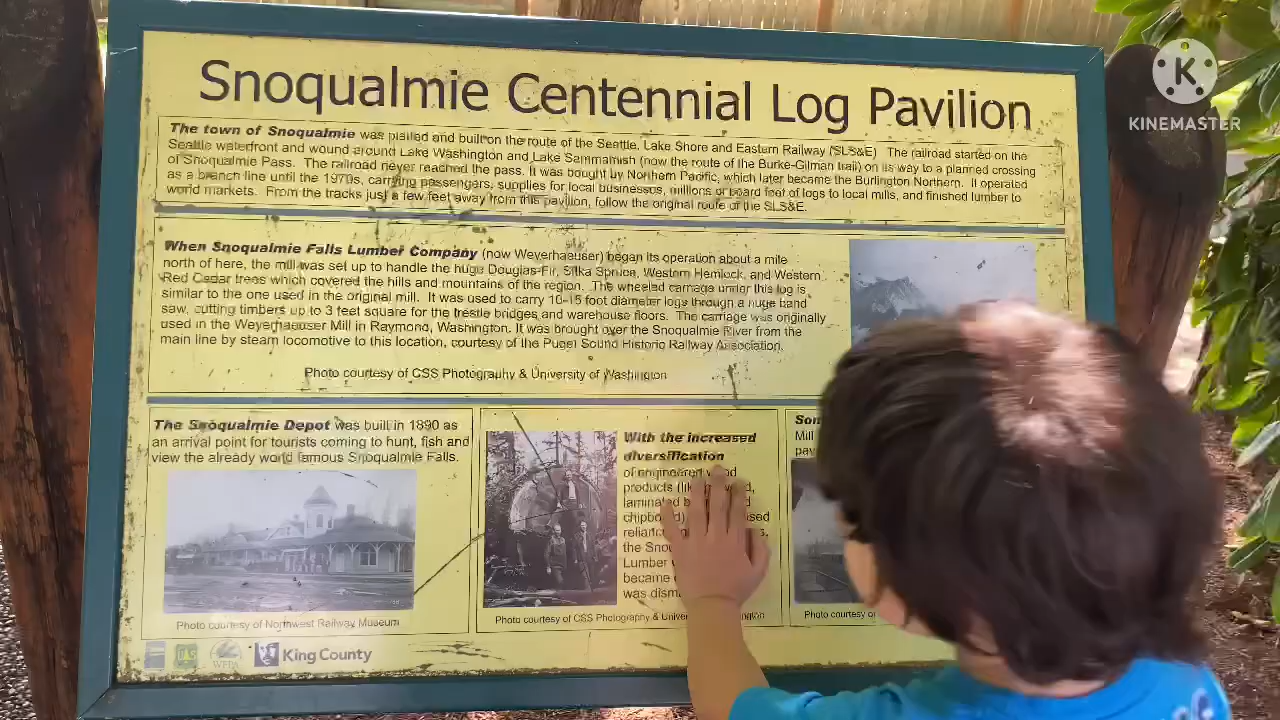 Snoqualmie Centennial Log Pavilion
KINEMASTER
The town of Snoqualmie was platted and built on the route of the Seattle, Lake Shore and Eastern Railway (SLS&E) The railroad started on the
Seattle waterfront and wound around Lake Washington and Lake Sammamish (now the route of the Burke-Gilman trail) on its way to a planned crossing
of Snoqualmie Pass. The railroad never reached the pass. It was bought by Northern Pacific, which later became the Burlington Northern. It operated
as a branch line until the 1970s, carrying passengers, supplies for local businesses, millions of board feet of logs to local mills, and finished lumber to
world markets. From the tracks just a few feet away from this pavilion, follow the original route of the SLS&E.
When Snoqualmie Falls Lumber Company (now Weyerhaeuser) began its operation about a mile
north of here, the mill was set up to handle the huge Douglas-Fir, Sitka Spruce, Western Hemlock, and Western
Red Cedar trees which covered the hills and mountains of the region. The wheeled carriage under this log is
similar to the one used in the original mill. It was used to carry 10-15 foot diameter logs through a huge band
saw, cutting timbers up to 3 feet square for the trestle bridges and warehouse floors. The carriage was originally
used in the Weyerhaeuser Mill in Raymond, Washington. It was brought over the Snoqualmie River from the
main line by steam locomotive to this location, courtesy of the Puget Sound Historic Railway Association.
Photo courtesy of CSS Photography & University of Washington
The Snoqualmie Depot was built in 1890 as
an arrival point for tourists coming to hunt, fish and
view the already world famous Snoqualmie Falls.
Photo courtesy of Northwest Railway Museum
With the increased
diversification
of engineered
products
laminated
the
Lumber
became
was
Photo courtesy of CSS Photography &
Mill
Photo courtesy
King County